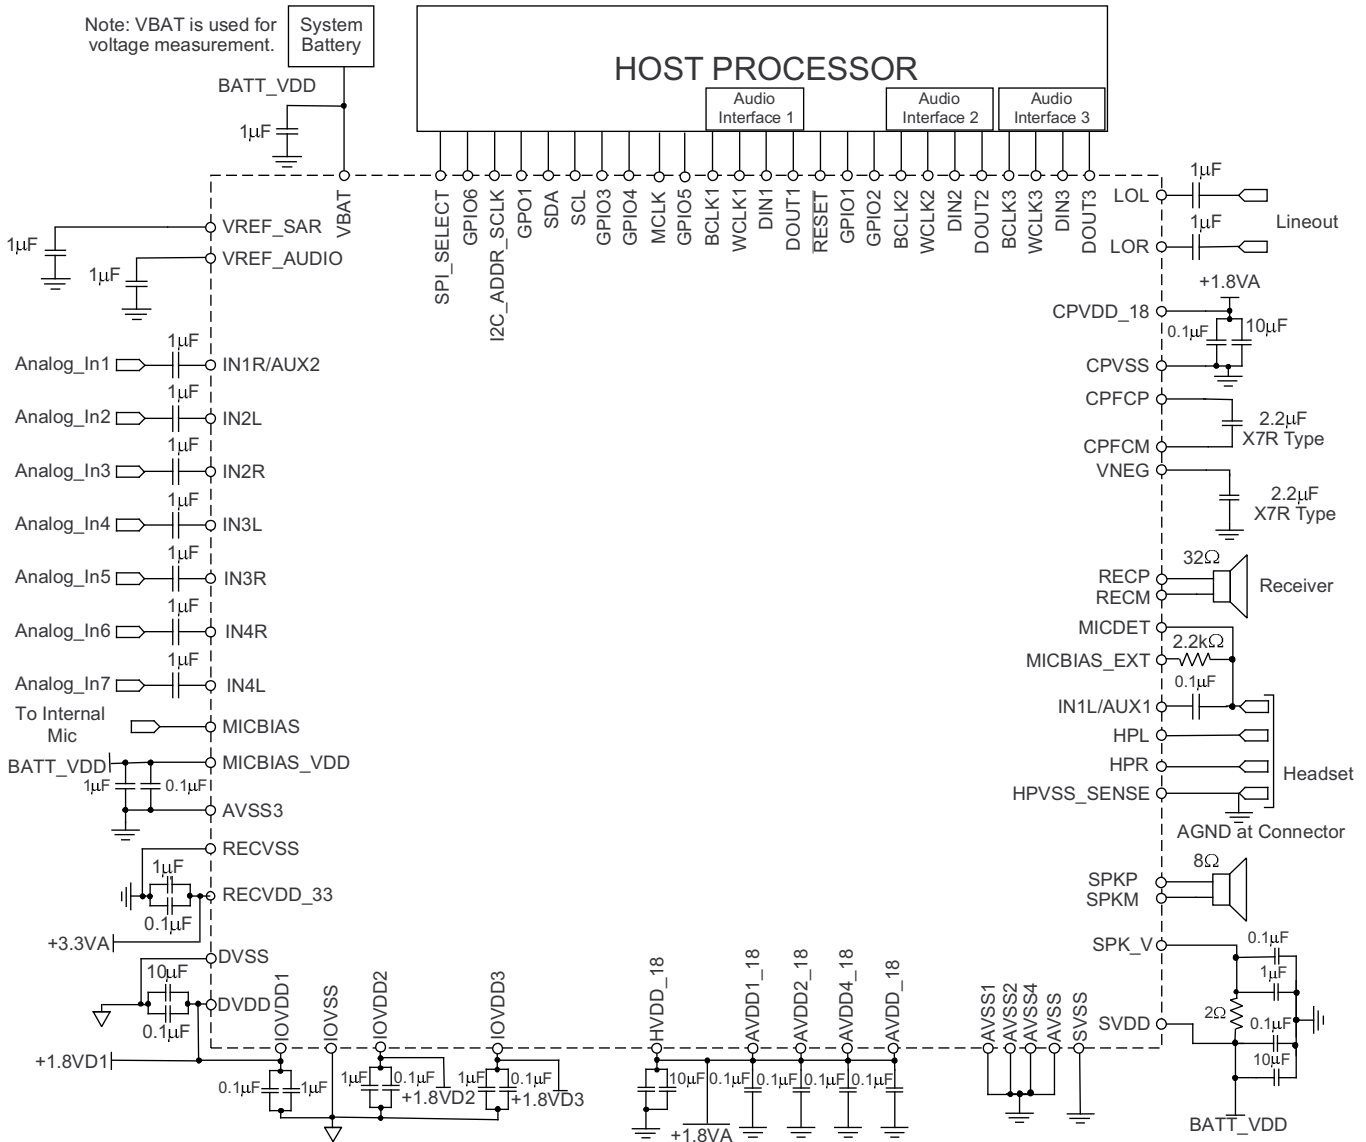 Note: VBAT is used for
voltage measurement.
System
Battery
BATT_VDD
1μF
HOST PROCESSOR
Audio
Interface 1
Audio
Interface 2
Audio
Interface 3
VBAT
SPI_SELECT
GPIO6
I2C_ADDR_SCLK
GPO1
SDA
SCL
GPIO3
GPIO4
MCLK
GPIO5
BCLK1
WCLK1
DIN1
DOUT1
RESET
GPIO1
GPIO2
BCLK2
WCLK2
DIN2
DOUT2
BCLK3
WCLK3
DIN3
DOUT3
VREF_SAR
1μF
VREF_AUDIO
1μF
1μF
Analog_In1
IN1R/AUX2
1μF
Analog_In2
IN2L
1μF
Analog_In3
IN2R
1μF
Analog_In4
IN3L
1μF
Analog_In5
IN3R
1μF
Analog_In6
IN4R
1μF
Analog_In7
IN4L
To Internal
Mic
MICBIAS
BATT_VDD
MICBIAS_VDD
1μF
0.1μF
AVSS3
RECVSS
1μF
RECVDD_33
0.1μF
+3.3VA
DVSS
10μF
DVDD
0.1μF
+1.8VD1
IOVDD1
IOVSS
IOVDD2
IOVDD3
HVDD_18
AVDD1_18
AVDD2_18
AVDD4_18
AVDD_18
AVSS1
AVSS2
AVSS4
AVSS
SVSS
0.1μF
1μF
1μF
0.1μF
+1.8VD2
1μF
0.1μF
+1.8VD3
10μF
0.1μF
0.1μF
0.1μF
0.1μF
+1.8VA
LOL
1μF
Lineout
LOR
1μF
+1.8VA
CPVDD_18
0.1μF
10μF
CPVSS
CPFCP
2.2μF
X7R Type
CPFCM
VNEG
2.2μF
X7R Type
32Ω
RECP
RECM
Receiver
MICDET
2.2kΩ
MICBIAS_EXT
0.1μF
IN1L/AUX1
HPL
HPR
Headset
HPVSS_SENSE
AGND at Connector
8Ω
SPKP
SPKM
SPK_V
0.1μF
1μF
2Ω
SVDD
0.1μF
10μF
BATT_VDD